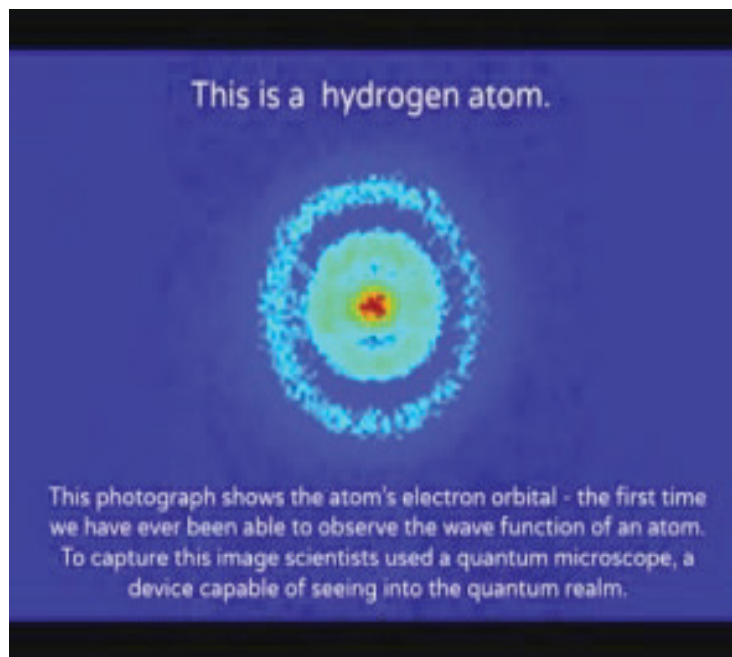 This is a hydrogen atom.
This photograph shows the atom's electron orbital - the first time
we have ever been able to observe the wave function of an atom.
To capture this image scientists used a quantum microscope, a
device capable of seeing into the quantum realm.